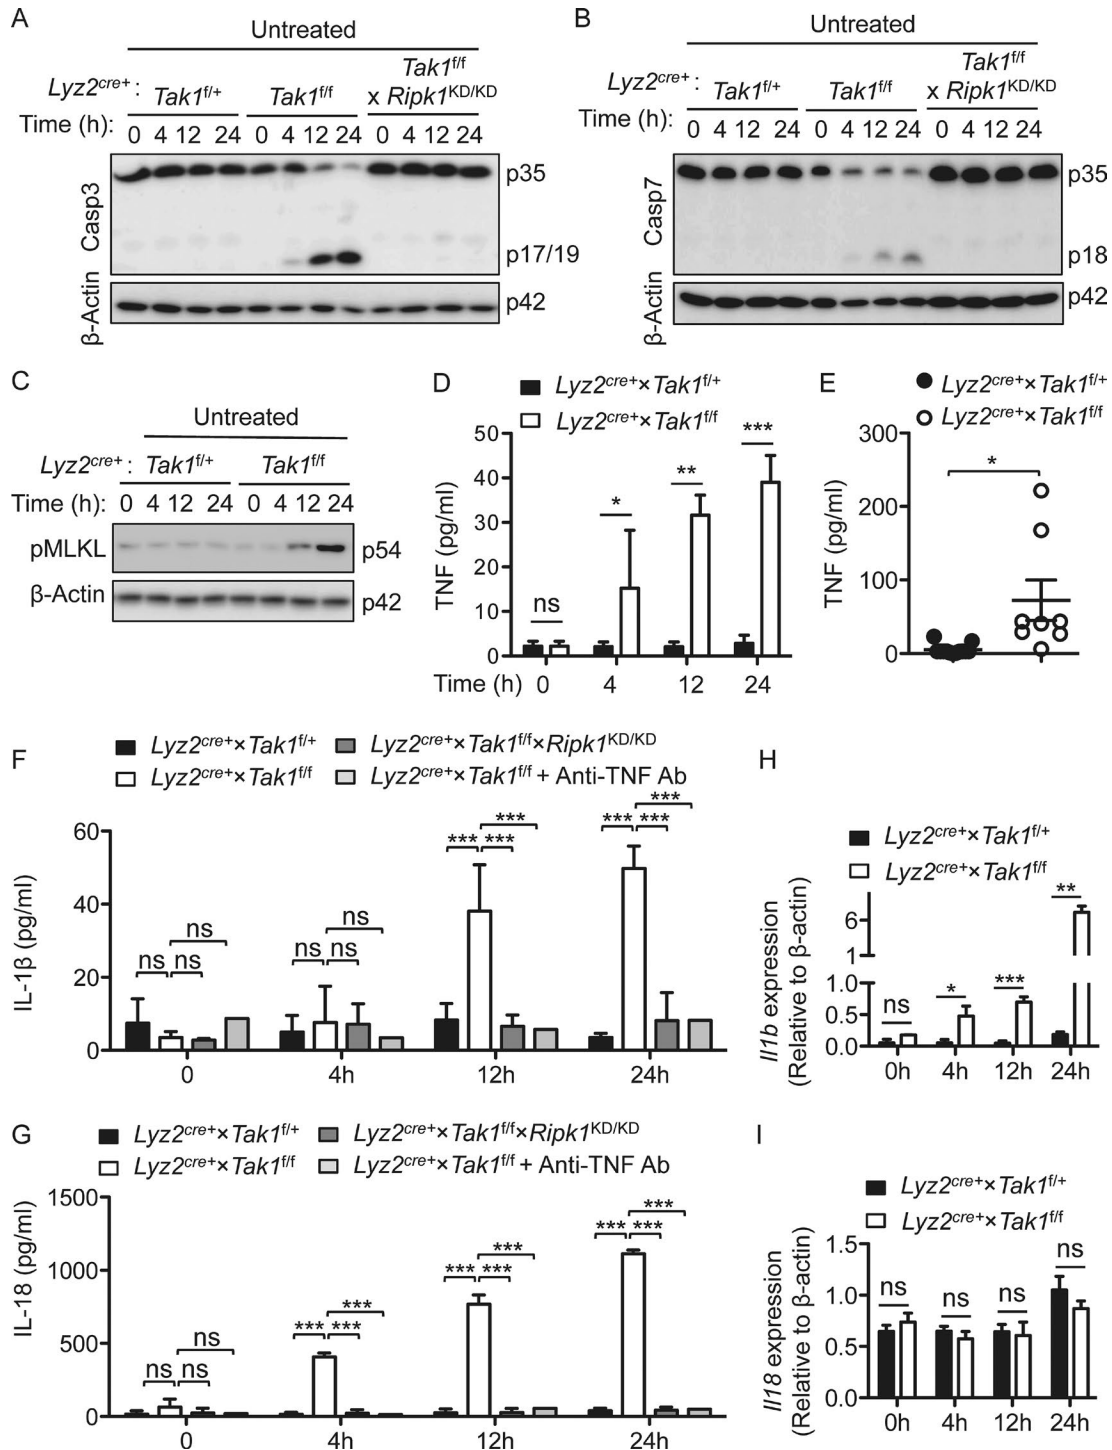 A
Untreated
Lyz2cre+ : Tak1f/+ Tak1f/f Tak1f/f x Ripk1KD/KD
Time (h): 0 4 12 24 0 4 12 24 0 4 12 24
Casp3
p35
p17/19
β-Actin
p42
B
Untreated
Lyz2cre+ : Tak1f/+ Tak1f/f Tak1f/f x Ripk1KD/KD
Time (h): 0 4 12 24 0 4 12 24 0 4 12 24
Casp7
p35
p18
β-Actin
p42
C
Untreated
Lyz2cre+ : Tak1f/+ Tak1f/f
Time (h): 0 4 12 24 0 4 12 24
pMLKL p54
β-Actin p42
D
Lyz2cre+×Tak1f/+
Lyz2cre+×Tak1f/f
TNF (pg/ml)
50
40
30
20
10
0
ns * ** ***
Time (h) 0 4 12 24
E
Lyz2cre+×Tak1f/+
Lyz2cre+×Tak1f/f
TNF (pg/ml)
300
200
100
0
*
F
Lyz2cre+×Tak1f/+ Lyz2cre+×Tak1f/f×Ripk1KD/KD
Lyz2cre+×Tak1f/f Lyz2cre+×Tak1f/f + Anti-TNF Ab
IL-1β (pg/ml)
60
40
20
0
ns
ns ns
ns
ns ns
***
*** ***
***
*** ***
0 4h 12h 24h
G
Lyz2cre+×Tak1f/+ Lyz2cre+×Tak1f/f×Ripk1KD/KD
Lyz2cre+×Tak1f/f Lyz2cre+×Tak1f/f + Anti-TNF Ab
IL-18 (pg/ml)
1500
1000
500
0
ns
ns ns
***
*** ***
***
*** ***
***
*** ***
0 4h 12h 24h
H
Lyz2cre+×Tak1f/+
Lyz2cre+×Tak1f/f
Il1b expression
(Relative to β-actin)
6
1
1.0
0.5
0.0
ns * *** **
0h 4h 12h 24h
I
Lyz2cre+×Tak1f/+
Lyz2cre+×Tak1f/f
Il18 expression
(Relative to β-actin)
1.5
1.0
0.5
0.0
ns ns ns ns
0h 4h 12h 24h